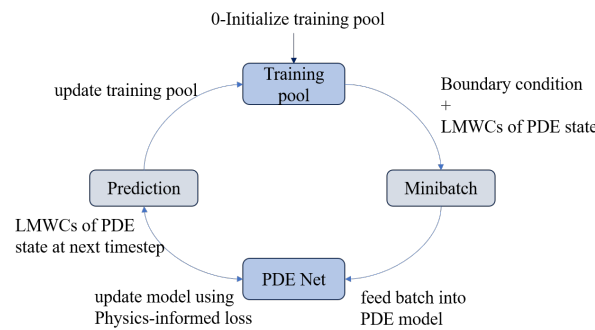 0-Initialize training pool
Training
pool
update training pool
Boundary condition
+
LMWCs of PDE state
Prediction
Minibatch
LMWCs of PDE
state at next timestep
PDE Net
update model using
Physics-informed loss
feed batch into
PDE model